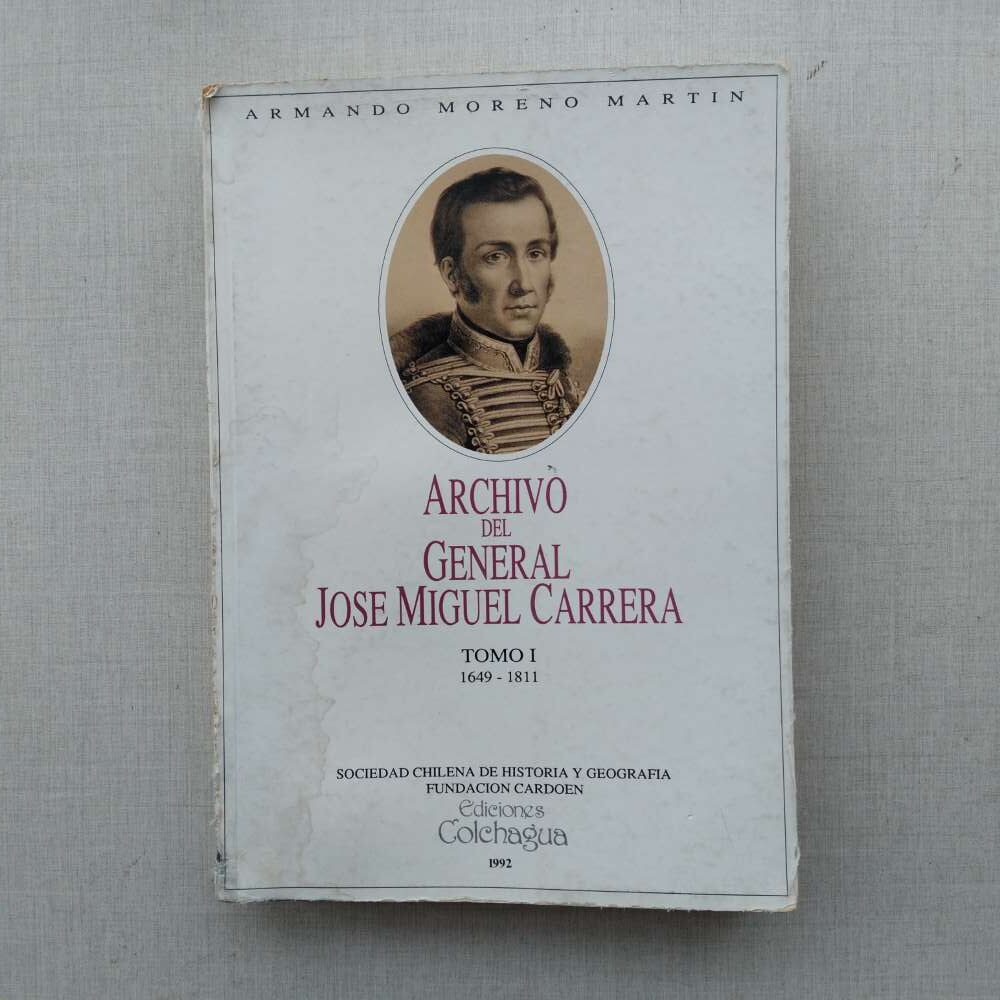 ARMANDO MORENO MARTIN
ARCHIVO
DEL
GENERAL
JOSE MIGUEL CARRERA
TOMO I
1649 - 1811
SOCIEDAD CHILENA DE HISTORIA Y GEOGRAFIA
FUNDACION CARDOEN
Ediciones
Colchagua
1992